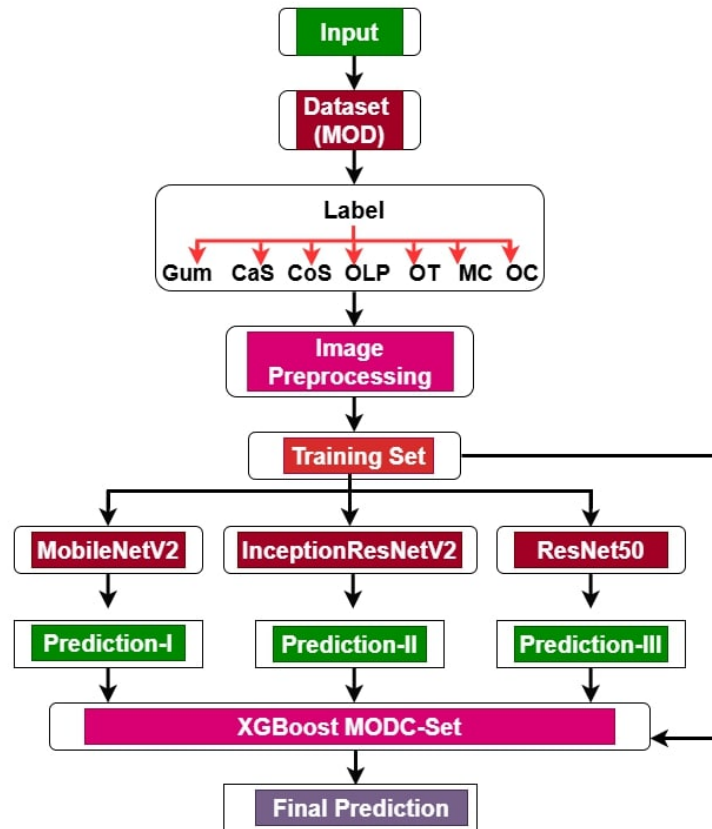 Input
Dataset
(MOD)
Label
Gum CaS CoS OLP OT MC OC
Image
Preprocessing
Training Set
MobileNetV2 InceptionResNetV2 ResNet50
Prediction-I Prediction-II Prediction-III
XGBoost MODC-Set
Final Prediction